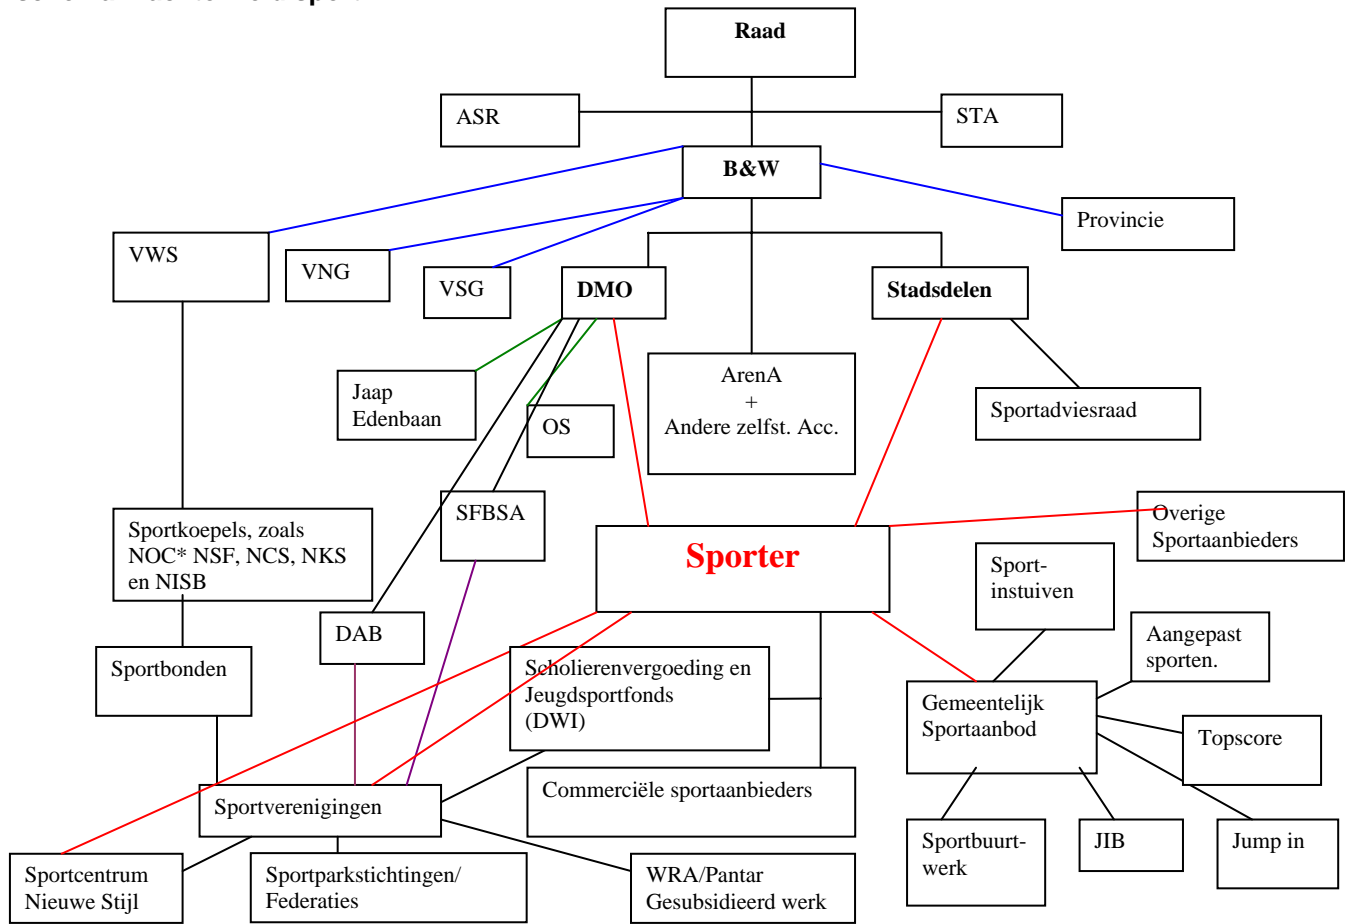 Raad
ASR
STA
B&W
Provincie
VWS
VNG
VSG
DMO
Stadsdelen
Jaap
Edenbaan
OS
ArenA
+
Andere zelfst. Acc.
Sportadviesraad
Sportkoepels, zoals
NOC* NSF, NCS, NKS
en NISB
SFBSA
Sporter
Overige
Sportaanbieders
Sport-
instuiven
DAB
Aangepast
sporten.
Sportbonden
Scholierenvergoeding en
Jeugdsportfonds
(DWI)
Gemeentelijk
Sportaanbod
Topscore
Sportverenigingen
Commerciële sportaanbieders
Sportbuurt-
werk
JIB
Jump in
Sportcentrum
Nieuwe Stijl
Sportparkstichtingen/
Federaties
WRA/Pantar
Gesubsidieerd werk